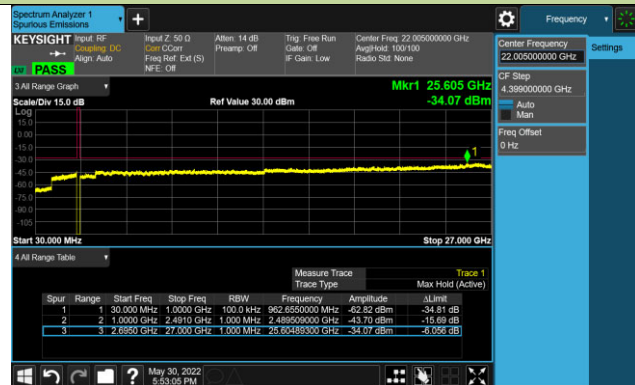 Spectrum Analyzer 1
Spurious Emissions
+
Frequency
KEYSIGHT Input: RF Input Z: 50 Ω Atten: 14 dB Trig: Free Run Center Freq: 22.005000000 GHz
Coupling: DC Corr CCorr Preamp: Off Gate: Off Avg|Hold: 100/100
Align: Auto Freq Ref: Ext (S) IF Gain: Low Radio Std: None
NFE: Off
PASS
Center Frequency
22.005000000 GHz
Settings
CF Step
4.399000000 GHz
Auto
Man
Freq Offset
0 Hz
3 All Range Graph
Mkr1 25.605 GHz
Scale/Div 15.0 dB Ref Value 30.00 dBm -34.07 dBm
Log
15.0
0.00
-15.0
-30.0
-45.0
-60.0
-75.0
-90.0
-105
1
Start 30.000 MHz Stop 27.000 GHz
4 All Range Table
Measure Trace Trace 1
Trace Type Max Hold (Active)
Spur Range Start Freq Stop Freq RBW Frequency Amplitude ΔLimit
1 1 30.000 MHz 1.0000 GHz 100.0 kHz 962.6550000 MHz -62.82 dBm -34.81 dB
2 2 1.0000 GHz 2.4910 GHz 1.000 MHz 2.489509000 GHz -43.70 dBm -15.69 dB
3 3 2.6950 GHz 27.000 GHz 1.000 MHz 25.60489300 GHz -34.07 dBm -6.056 dB
? May 30, 2022
5:53:05 PM